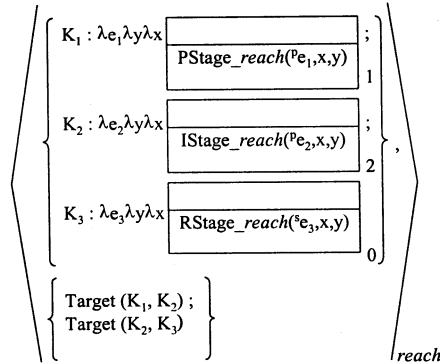 K₁ : λe₁λyλx ;
PStage_reach(ᵖe₁,x,y)
1
K₂ : λe₂λyλx ;
IStage_reach(ᵖe₂,x,y)
2
,
K₃ : λe₃λyλx
RStage_reach(ˢe₃,x,y)
0
Target (K₁, K₂) ;
Target (K₂, K₃)
reach